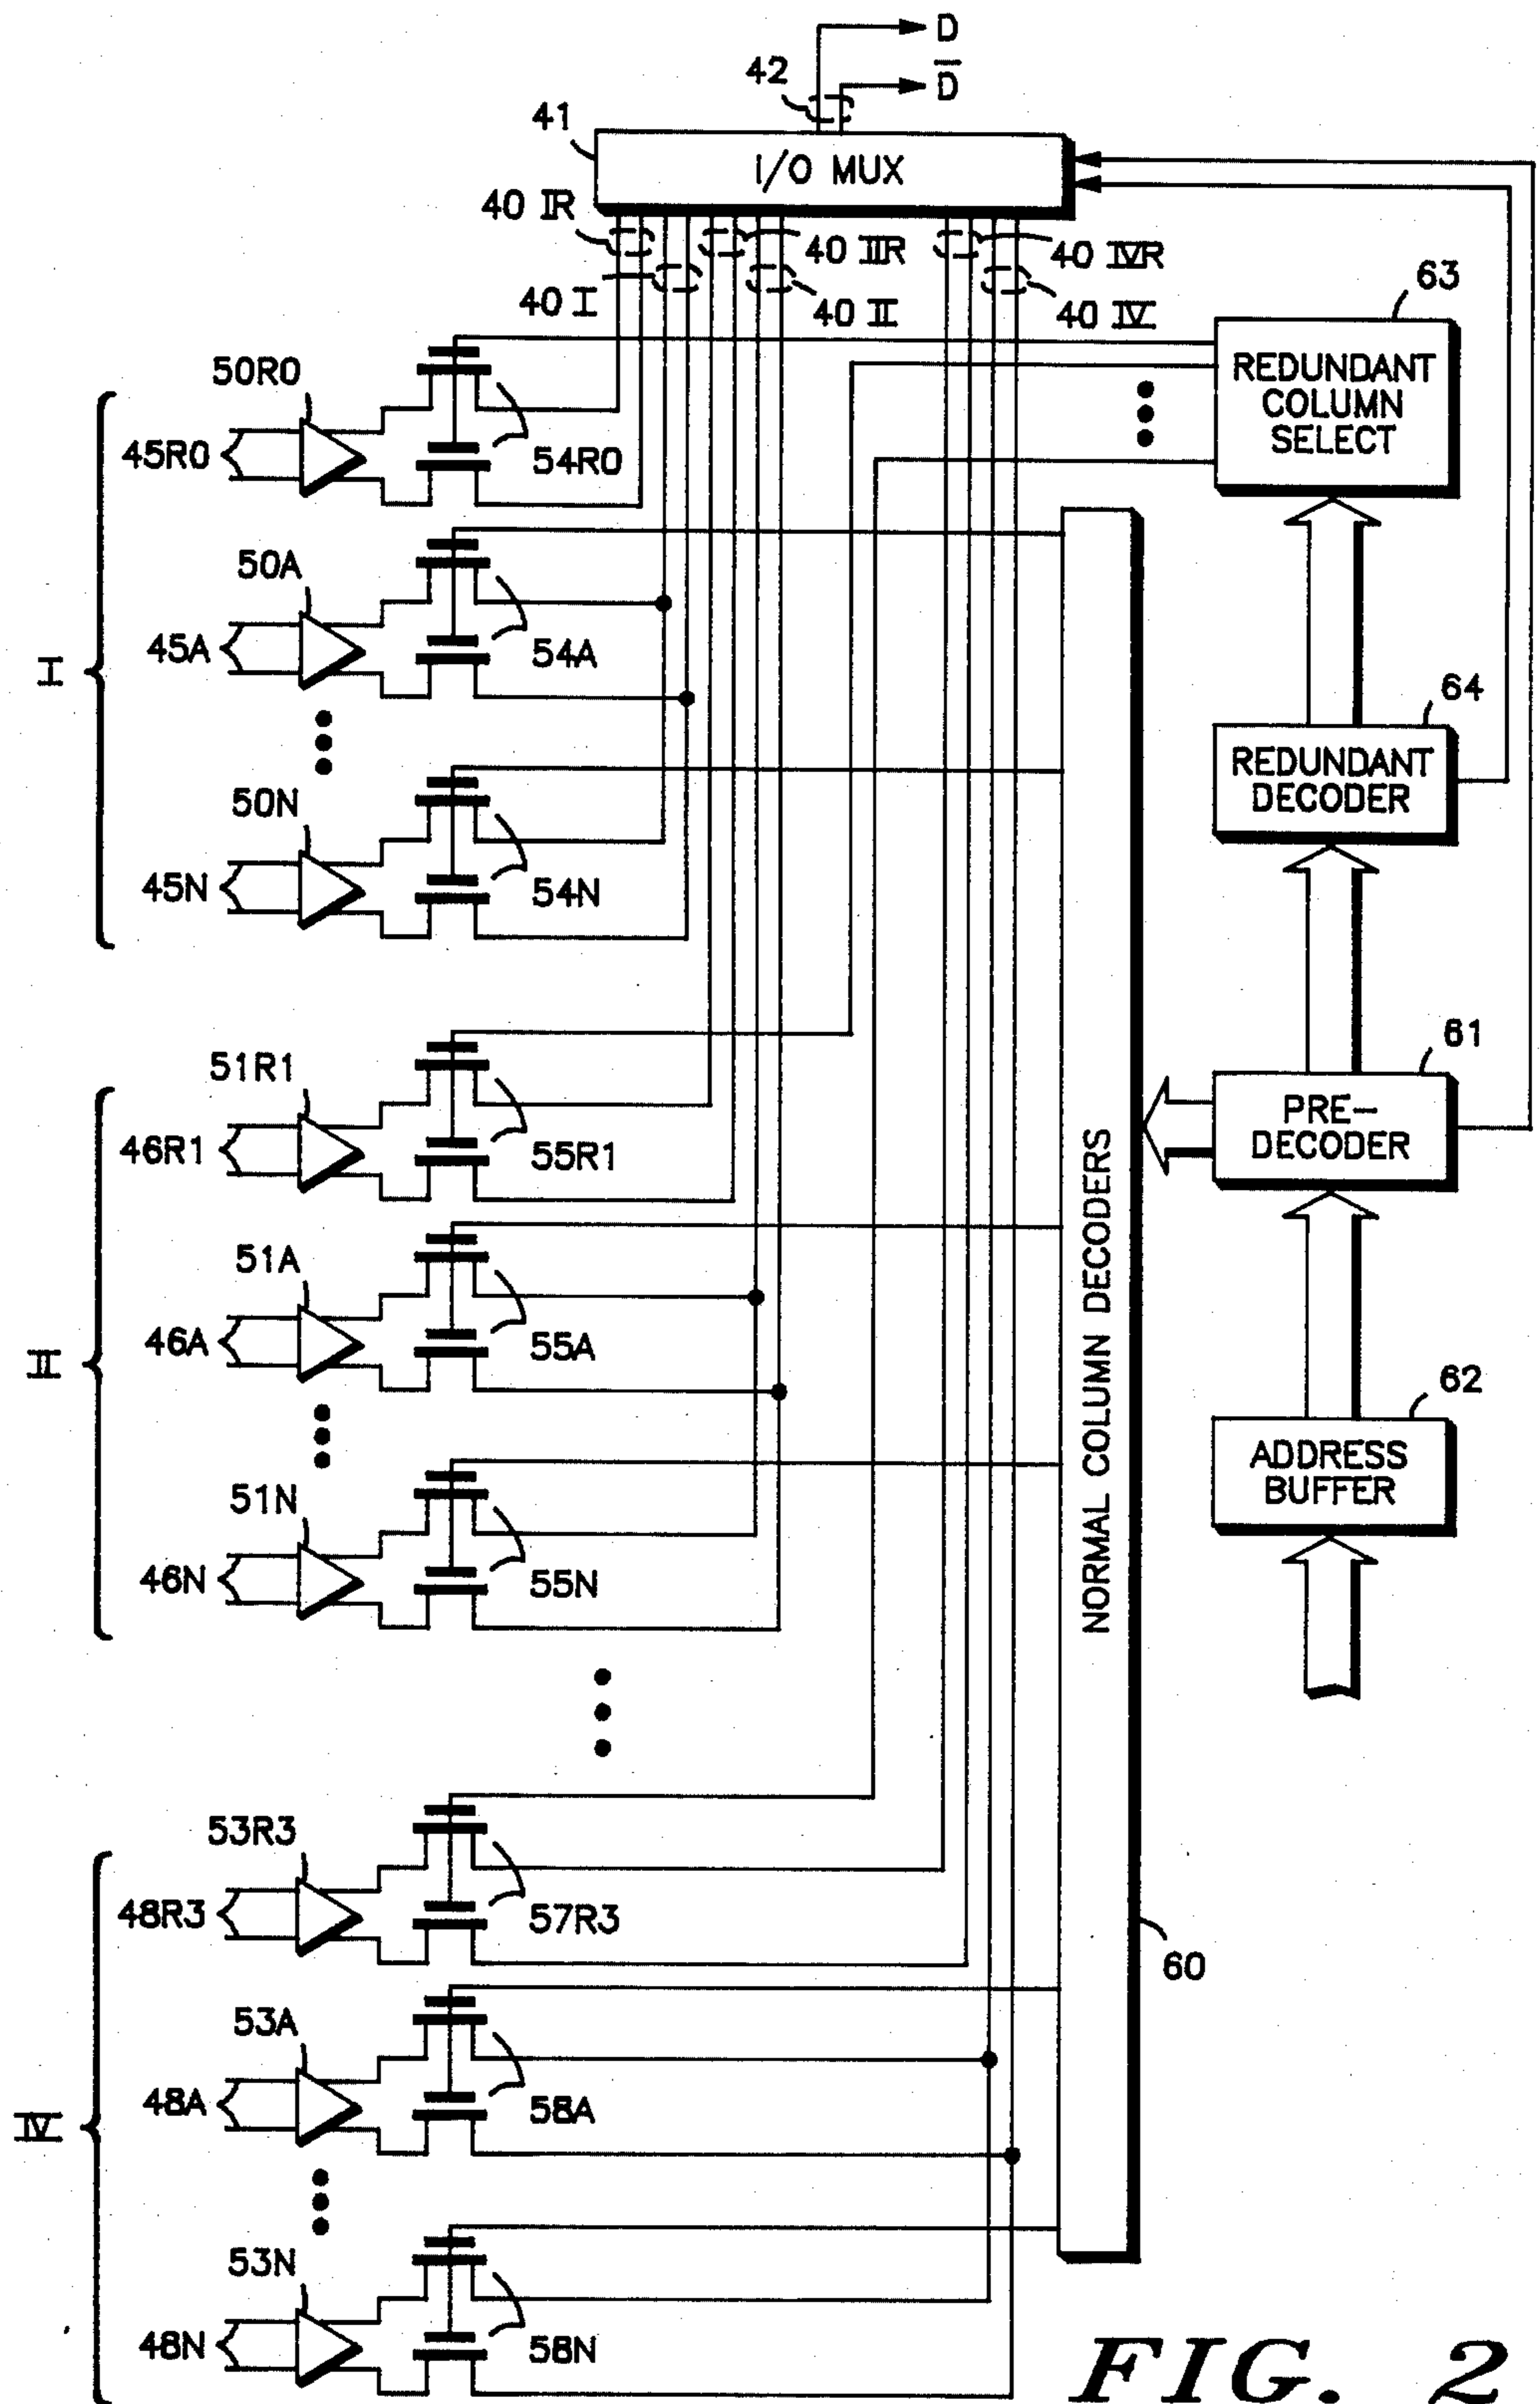 D
D̅
42
41
I/O MUX
40 IR
40 IIR
40 IVR
40 I
40 II
40 IV
63
REDUNDANT
COLUMN
SELECT
50R0
45R0
54R0
50A
45A
54A
I
64
REDUNDANT
DECODER
50N
45N
54N
61
PRE-
DECODER
51R1
46R1
55R1
NORMAL COLUMN DECODERS
51A
46A
55A
II
62
ADDRESS
BUFFER
51N
46N
55N
53R3
48R3
57R3
60
53A
48A
58A
IV
53N
48N
58N
FIG. 2